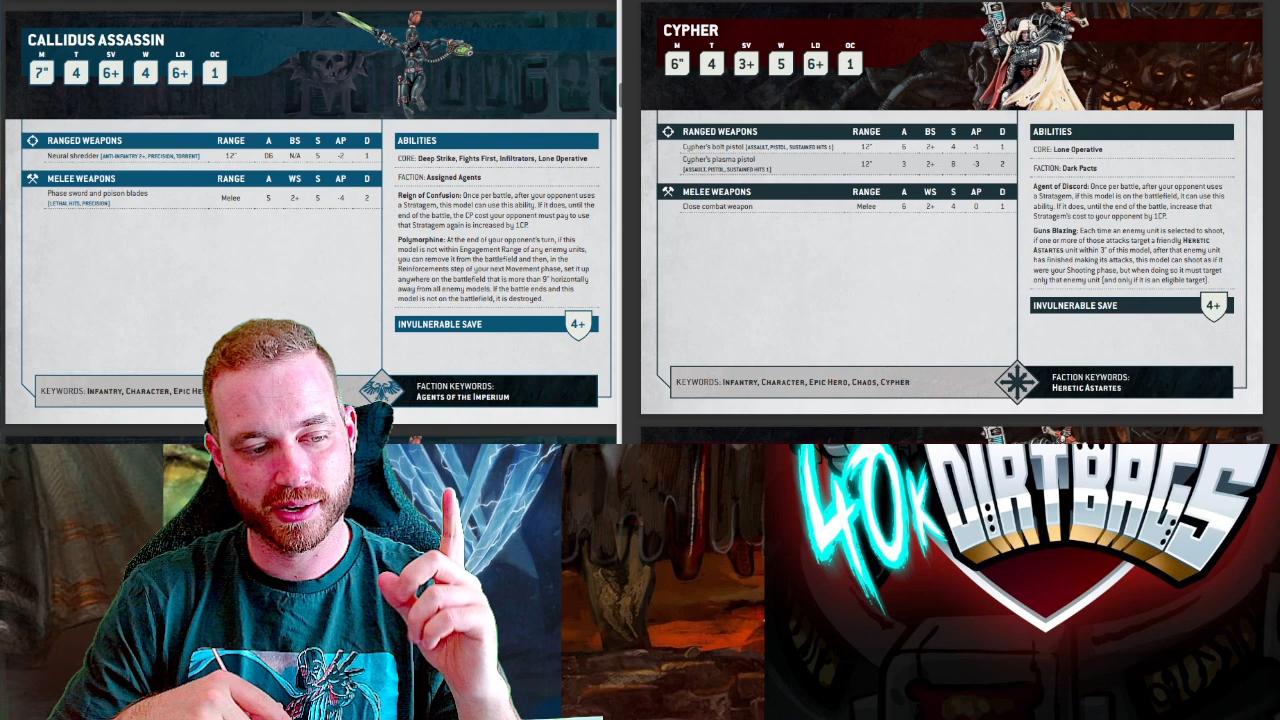 CALLIDUS ASSASSIN
M T SV W LD OC
7" 4 6+ 4 6+ 1
RANGED WEAPONS RANGE A BS S AP D
Neural shredder [ANTI-INFANTRY 2+, PRECISION, TORRENT] 12" D6 N/A 5 -2 1
MELEE WEAPONS RANGE A WS S AP D
Phase sword and poison blades
[LETHAL HITS, PRECISION] Melee 5 2+ 5 -4 2
ABILITIES
CORE: Deep Strike, Fights First, Infiltrators, Lone Operative
FACTION: Assigned Agents
Reign of Confusion: Once per battle, after your opponent uses
a Stratagem, this model can use this ability. If it does, until the
end of the battle, the CP cost your opponent must pay to use
that Stratagem again is increased by 1CP.
Polymorphine: At the end of your opponent's turn, if this
model is not within Engagement Range of any enemy units,
you can remove it from the battlefield and then, in the
Reinforcements step of your next Movement phase, set it up
anywhere on the battlefield that is more than 9" horizontally
away from all enemy models. If the battle ends and this
model is not on the battlefield, it is destroyed.
INVULNERABLE SAVE 4+
KEYWORDS: INFANTRY, CHARACTER, EPIC HE
FACTION KEYWORDS:
AGENTS OF THE IMPERIUM
CYPHER
M T SV W LD OC
6" 4 3+ 5 6+ 1
RANGED WEAPONS RANGE A BS S AP D
Cypher's bolt pistol [ASSAULT, PISTOL, SUSTAINED HITS 1] 12" 6 2+ 4 -1 1
Cypher's plasma pistol
[ASSAULT, PISTOL, SUSTAINED HITS 1] 12" 3 2+ 8 -3 2
MELEE WEAPONS RANGE A WS S AP D
Close combat weapon Melee 6 2+ 4 0 1
ABILITIES
CORE: Lone Operative
FACTION: Dark Pacts
Agent of Discord: Once per battle, after your opponent uses
a Stratagem, if this model is on the battlefield, it can use this
ability. If it does, until the end of the battle, increase that
Stratagem's cost to your opponent by 1CP.
Guns Blazing: Each time an enemy unit is selected to shoot,
if one or more of those attacks target a friendly HERETIC
ASTARTES unit within 3" of this model, after that enemy unit
has finished making its attacks, this model can shoot as if it
were your Shooting phase, but when doing so it must target
only that enemy unit (and only if it is an eligible target).
INVULNERABLE SAVE 4+
KEYWORDS: INFANTRY, CHARACTER, EPIC HERO, CHAOS, CYPHER
FACTION KEYWORDS:
HERETIC ASTARTES
40K DIRTBAGS